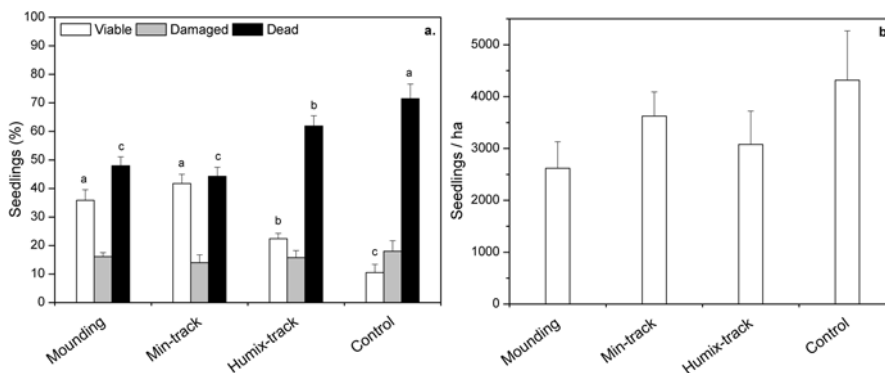 100
90
80
70
60
50
40
30
20
10
0
Seedlings (%)
Viable Damaged Dead
a.
a
c
a
c
b
b
c
a
Mounding
Min-track
Humix-track
Control
5000
4000
3000
2000
1000
0
Seedlings / ha
b
Mounding
Min-track
Humix-track
Control